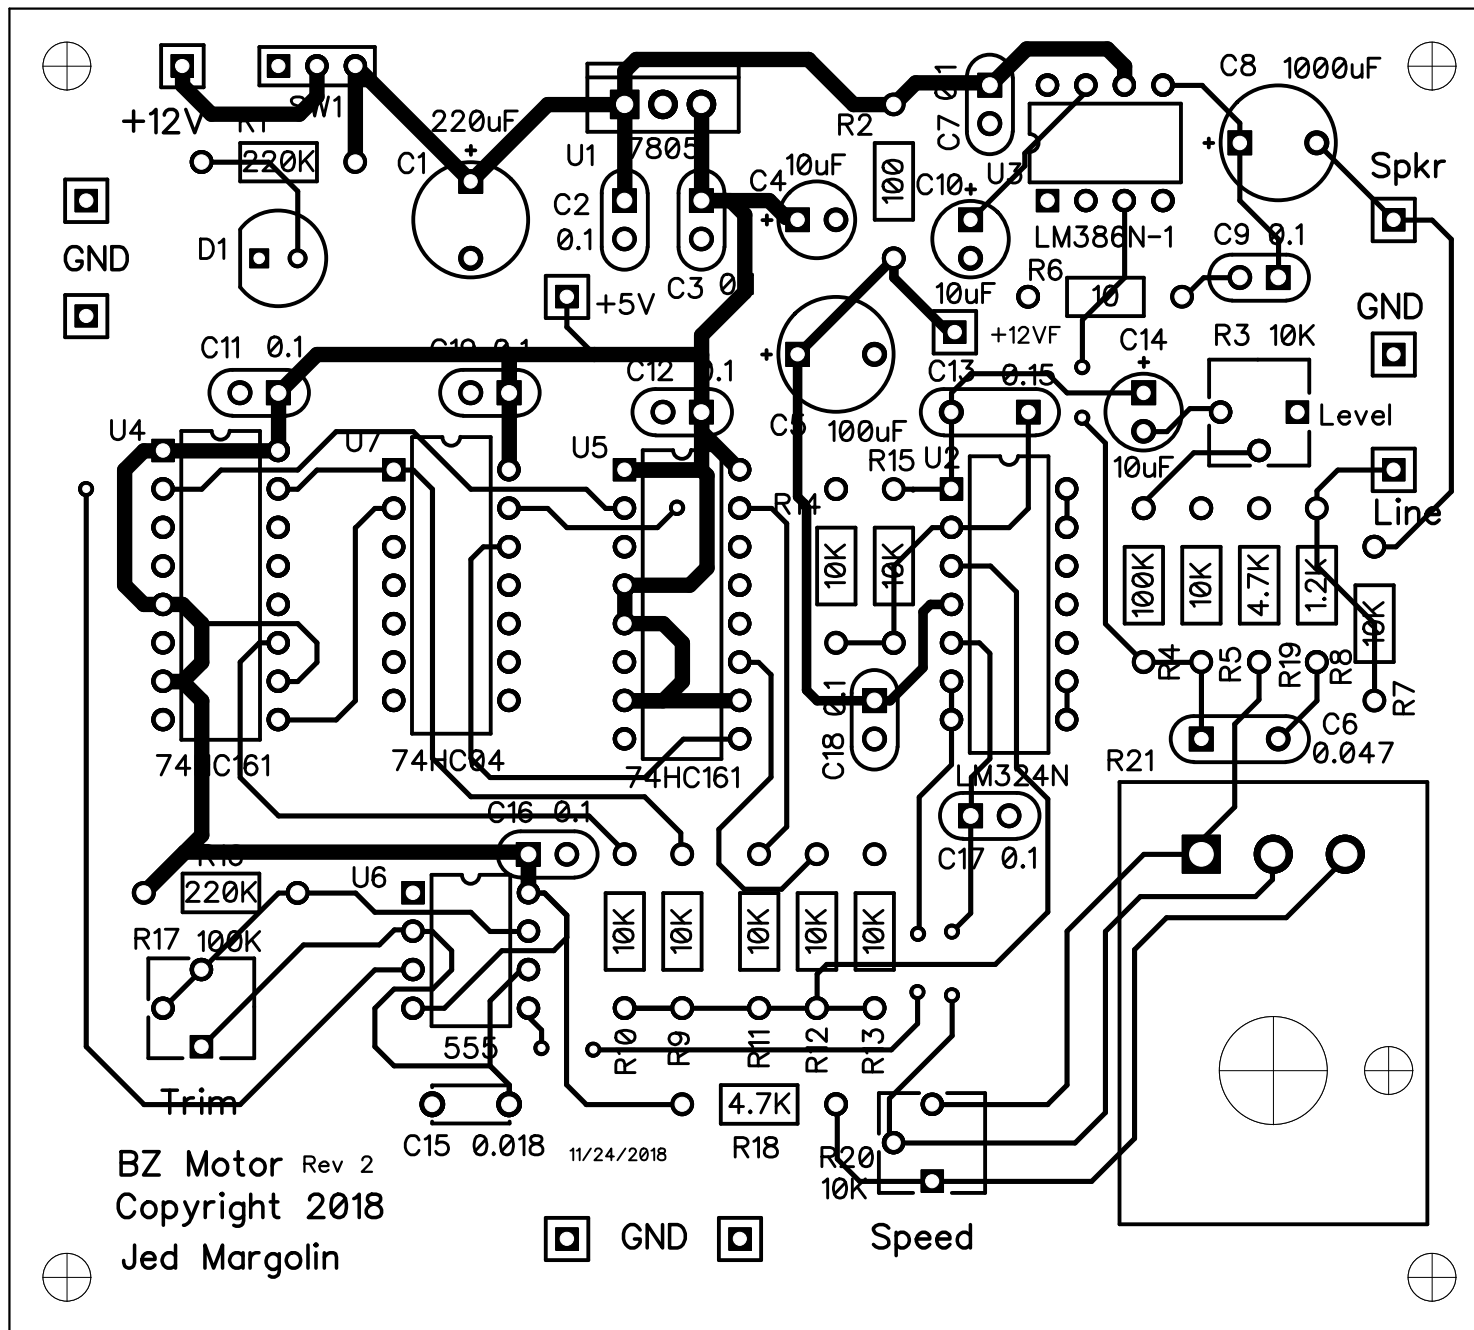 +12V
SW1
R1
220K
D1
GND
C1
220uF
U1
7805
C2
0.1
C3
C4
10uF
R2
100
C7
0.1
U3
LM386N-1
C10
10uF
C8
1000uF
Spkr
C9 0.1
R6
10
GND
+5V
+12VF
C11 0.1
C12
0.1
C5
100uF
C13
0.15
C14
10uF
R3 10K
Level
Line
U4
U7
U5
R14
R15
U2
10K
10K
100K
10K
4.7K
1.2K
10K
R4
R5
R19
R8
R7
74HC161
74HC04
74HC161
C18
0.1
LM324N
C17 0.1
C6
0.047
R21
C16 0.1
220K
U6
R17
100K
555
Trim
10K
10K
10K
10K
10K
R10
R9
R11
R12
R13
C15 0.018
11/24/2018
4.7K
R18
R20
10K
Speed
GND
BZ Motor Rev 2
Copyright 2018
Jed Margolin